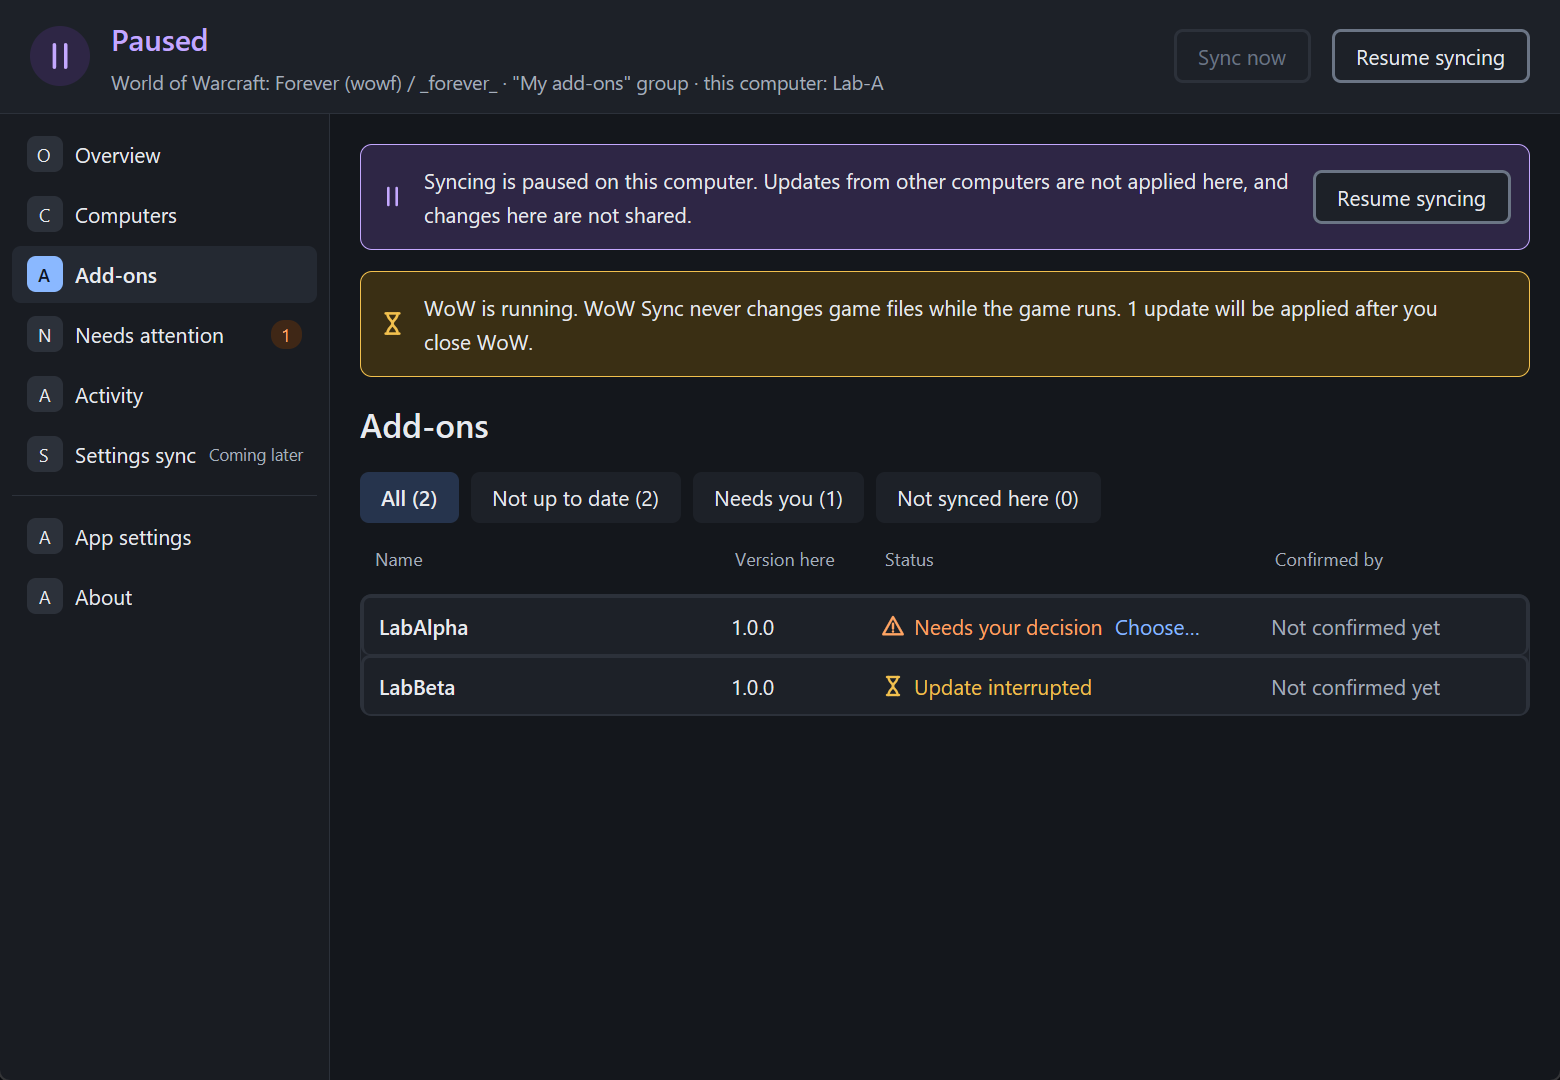 Paused
World of Warcraft: Forever (wowf) / _forever_ · "My add-ons" group · this computer: Lab-A
Sync now
Resume syncing
O Overview
C Computers
A Add-ons
N Needs attention 1
A Activity
S Settings sync Coming later
A App settings
A About
Syncing is paused on this computer. Updates from other computers are not applied here, and
changes here are not shared.
Resume syncing
WoW is running. WoW Sync never changes game files while the game runs. 1 update will be applied after you
close WoW.
Add-ons
All (2) Not up to date (2) Needs you (1) Not synced here (0)
Name Version here Status Confirmed by
LabAlpha 1.0.0 Needs your decision Choose... Not confirmed yet
LabBeta 1.0.0 Update interrupted Not confirmed yet